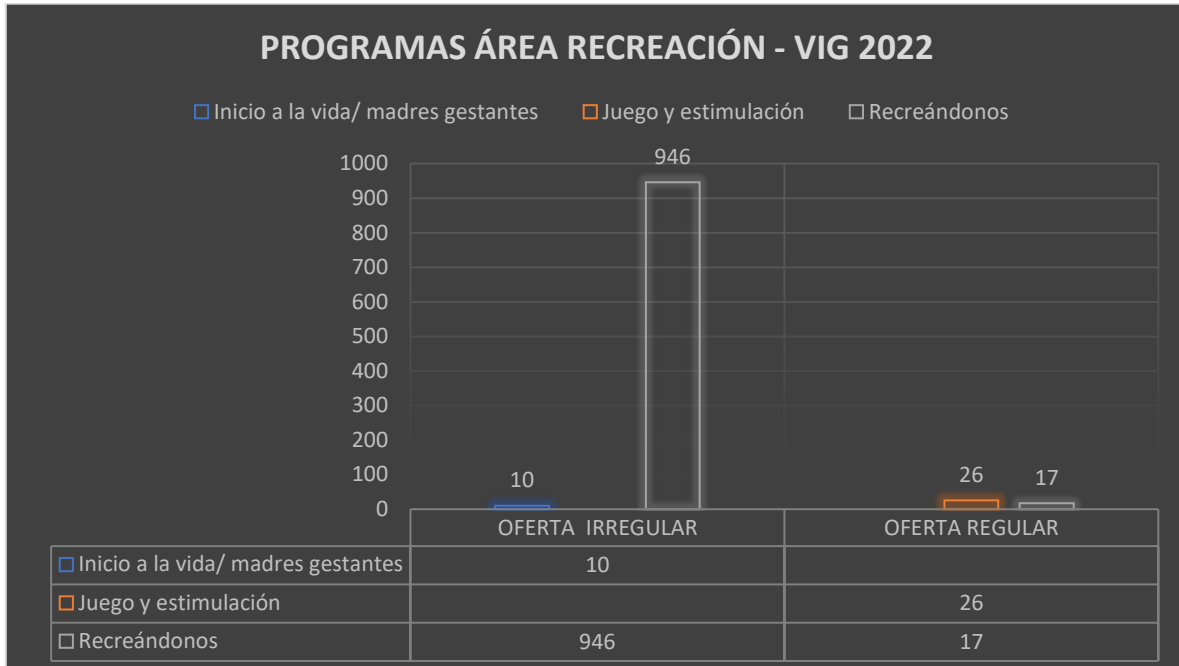 PROGRAMAS ÁREA RECREACIÓN - VIG 2022
Inicio a la vida/ madres gestantes Juego y estimulación Recreándonos
1000
900
800
700
600
500
400
300
200
100
0
946
10
26 17
OFERTA  IRREGULAR OFERTA REGULAR
Inicio a la vida/ madres gestantes 10
Juego y estimulación 26
Recreándonos 946 17